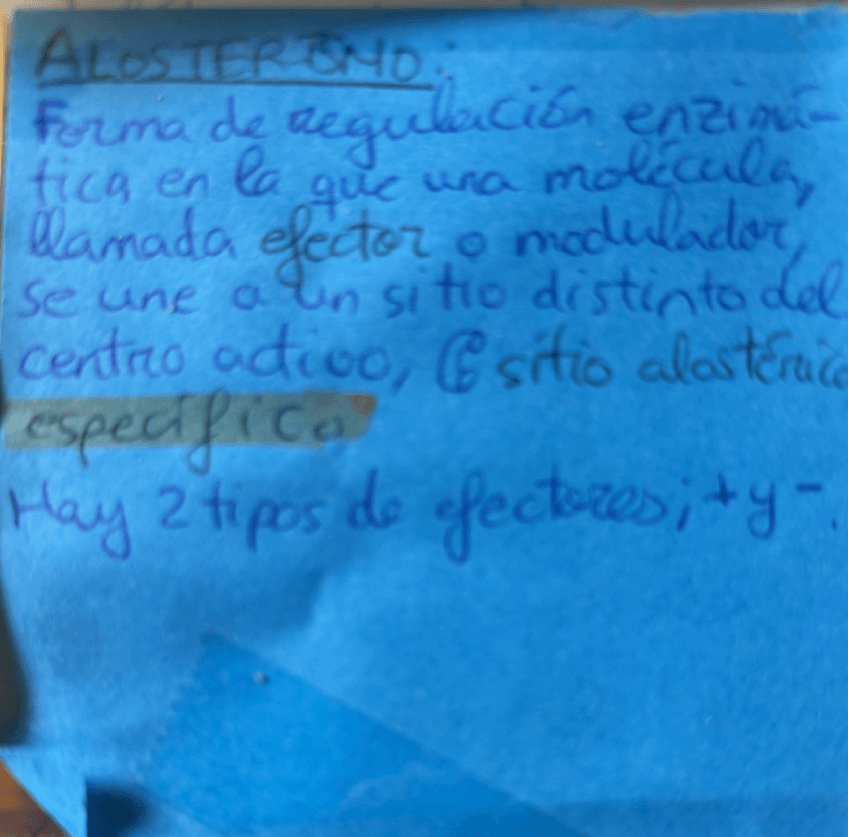 ALOSTERISMO:
Forma de regulación enzimá-
tica en la que una molécula,
llamada efector o modulador,
se une a un sitio distinto del
centro activo, sitio alostérico
específico
Hay 2 tipos de efectores; + y -.